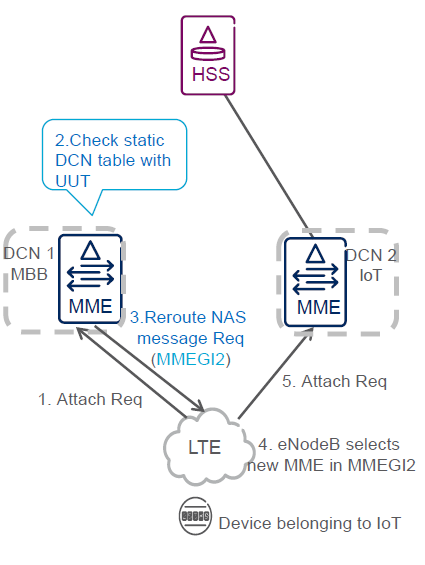 HSS
2.Check static
DCN table with
UUT
DCN 1
MBB
MME
DCN 2
IoT
MME
3.Reroute NAS
message Req
(MMEGI2)
1. Attach Req
5. Attach Req
LTE
4. eNodeB selects
new MME in MMEGI2
Device belonging to IoT